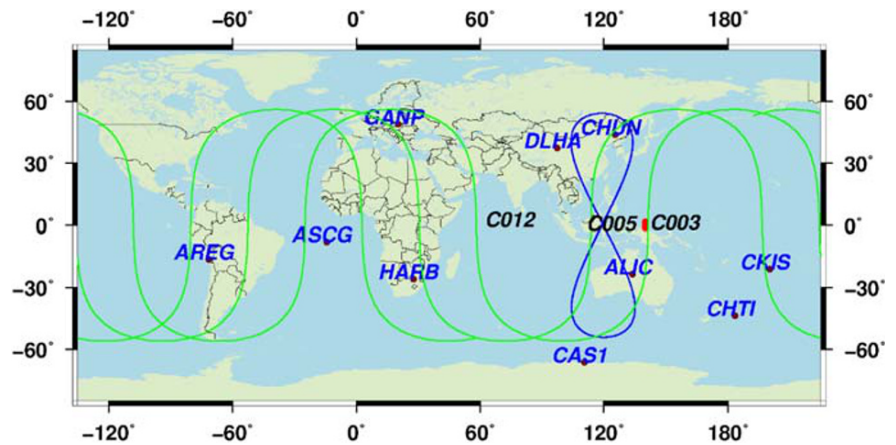 −120° −60° 0° 60° 120° 180°
60°
GANP
CHUN
DLHA
30°
0°
C012
C005
C003
ASCG
AREG
HARB
ALIC
CKIS
−30°
CHTI
−60°
CAS1
60°
30°
0°
−30°
−60°
−120° −60° 0° 60° 120° 180°